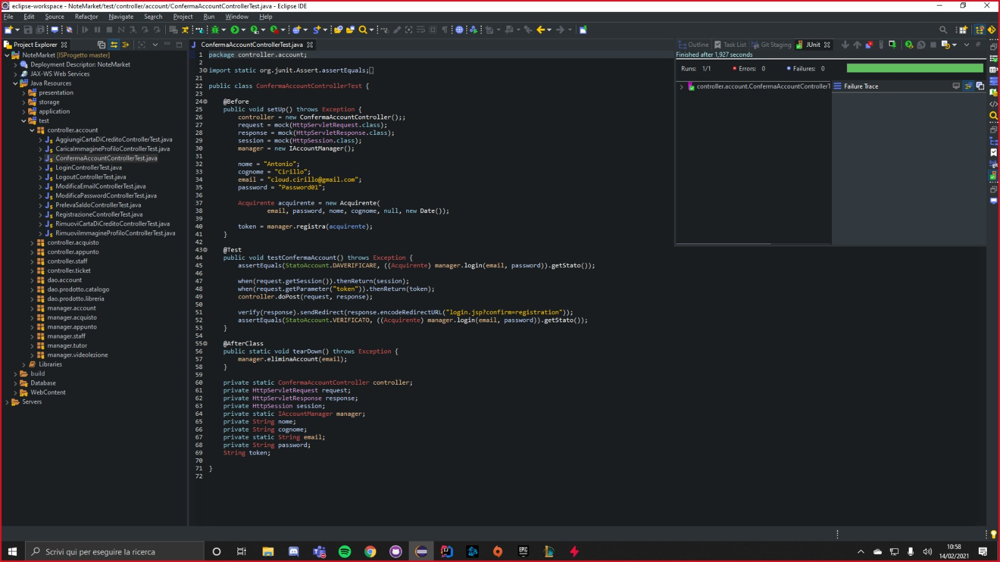 eclipse-workspace - NoteMarket/test/controller/account/ConfermaAccountControllerTest.java - Eclipse IDE
File Edit Source Refactor Navigate Search Project Run Window Help
Project Explorer
NoteMarket [ISProgetto master]
Deployment Descriptor: NoteMarket
JAX-WS Web Services
Java Resources
presentation
storage
application
test
controller.account
AggiungiCartaDiCreditoControllerTest.java
CaricaImmagineProfiloControllerTest.java
ConfermaAccountControllerTest.java
LoginControllerTest.java
LogoutControllerTest.java
ModificaEmailControllerTest.java
ModificaPasswordControllerTest.java
PrelevaSaldoControllerTest.java
RegistrazioneControllerTest.java
RimuoviCartaDiCreditoControllerTest.java
RimuoviImmagineProfiloControllerTest.java
controller.acquisto
controller.appunto
controller.staff
controller.ticket
dao.account
dao.prodotto.catalogo
dao.prodotto.libreria
manager.account
manager.acquisto
manager.appunto
manager.staff
manager.tutor
manager.videolezione
Libraries
build
Database
WebContent
Servers
ConfermaAccountControllerTest.java
1 package controller.account;
2
3 import static org.junit.Assert.assertEquals;
21
22 public class ConfermaAccountControllerTest {
23
24 @Before
25 public void setUp() throws Exception {
26 controller = new ConfermaAccountController();;
27 request = mock(HttpServletRequest.class);
28 response = mock(HttpServletResponse.class);
29 session = mock(HttpSession.class);
30 manager = new IAccountManager();
31
32 nome = "Antonio";
33 cognome = "Cirillo";
34 email = "cloud.cirillo@gmail.com";
35 password = "Password01";
36
37 Acquirente acquirente = new Acquirente(
38 email, password, nome, cognome, null, new Date());
39
40 token = manager.registra(acquirente);
41 }
42
43 @Test
44 public void testConfermaAccount() throws Exception {
45 assertEquals(StatoAccount.DAVERIFICARE, ((Acquirente) manager.login(email, password)).getStato());
46
47 when(request.getSession()).thenReturn(session);
48 when(request.getParameter("token")).thenReturn(token);
49 controller.doPost(request, response);
50
51 verify(response).sendRedirect(response.encodeRedirectURL("login.jsp?confirm=registration"));
52 assertEquals(StatoAccount.VERIFICATO, ((Acquirente) manager.login(email, password)).getStato());
53 }
54
55 @AfterClass
56 public static void tearDown() throws Exception {
57 manager.eliminaAccount(email);
58 }
59
60 private static ConfermaAccountController controller;
61 private HttpServletRequest request;
62 private HttpServletResponse response;
63 private HttpSession session;
64 private static IAccountManager manager;
65 private String nome;
66 private String cognome;
67 private static String email;
68 private String password;
69 String token;
70
71 }
72
Outline Task List Git Staging JUnit
Finished after 1,927 seconds
Runs: 1/1 Errors: 0 Failures: 0
controller.account.ConfermaAccountControllerT
Failure Trace
Scrivi qui per eseguire la ricerca
EPIC GAMES
10:58
14/02/2021